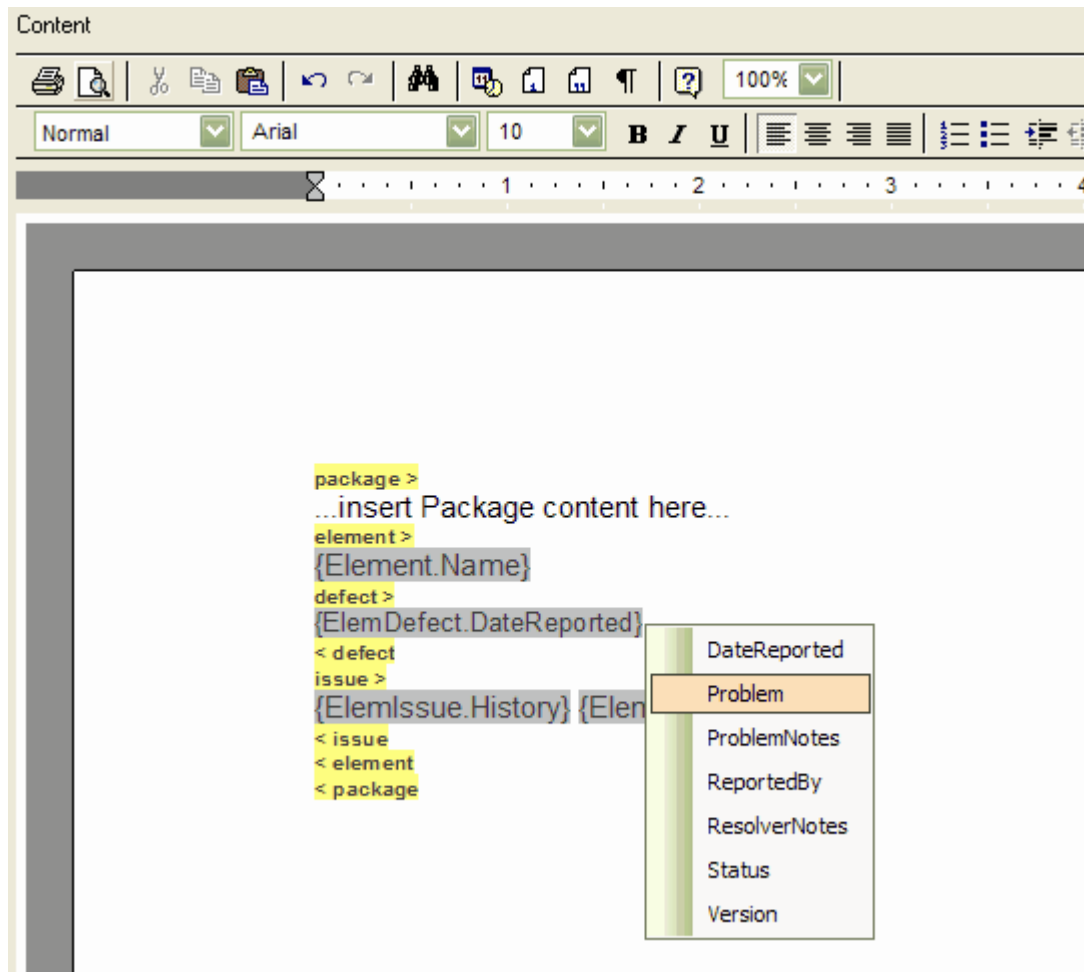 Content
100%
Normal Arial 10 B I U
1 2 3 4
package >
...insert Package content here...
element >
{Element.Name}
defect >
{ElemDefect.DateReported}
< defect
issue >
{ElemIssue.History} {Elem
< issue
< element
< package
DateReported
Problem
ProblemNotes
ReportedBy
ResolverNotes
Status
Version